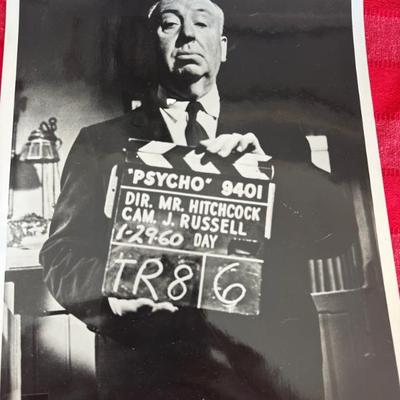 "PSYCHO" 9401
DIR. MR. HITCHCOCK
CAM. J. RUSSELL
1-29-60 DAY
TR8 6